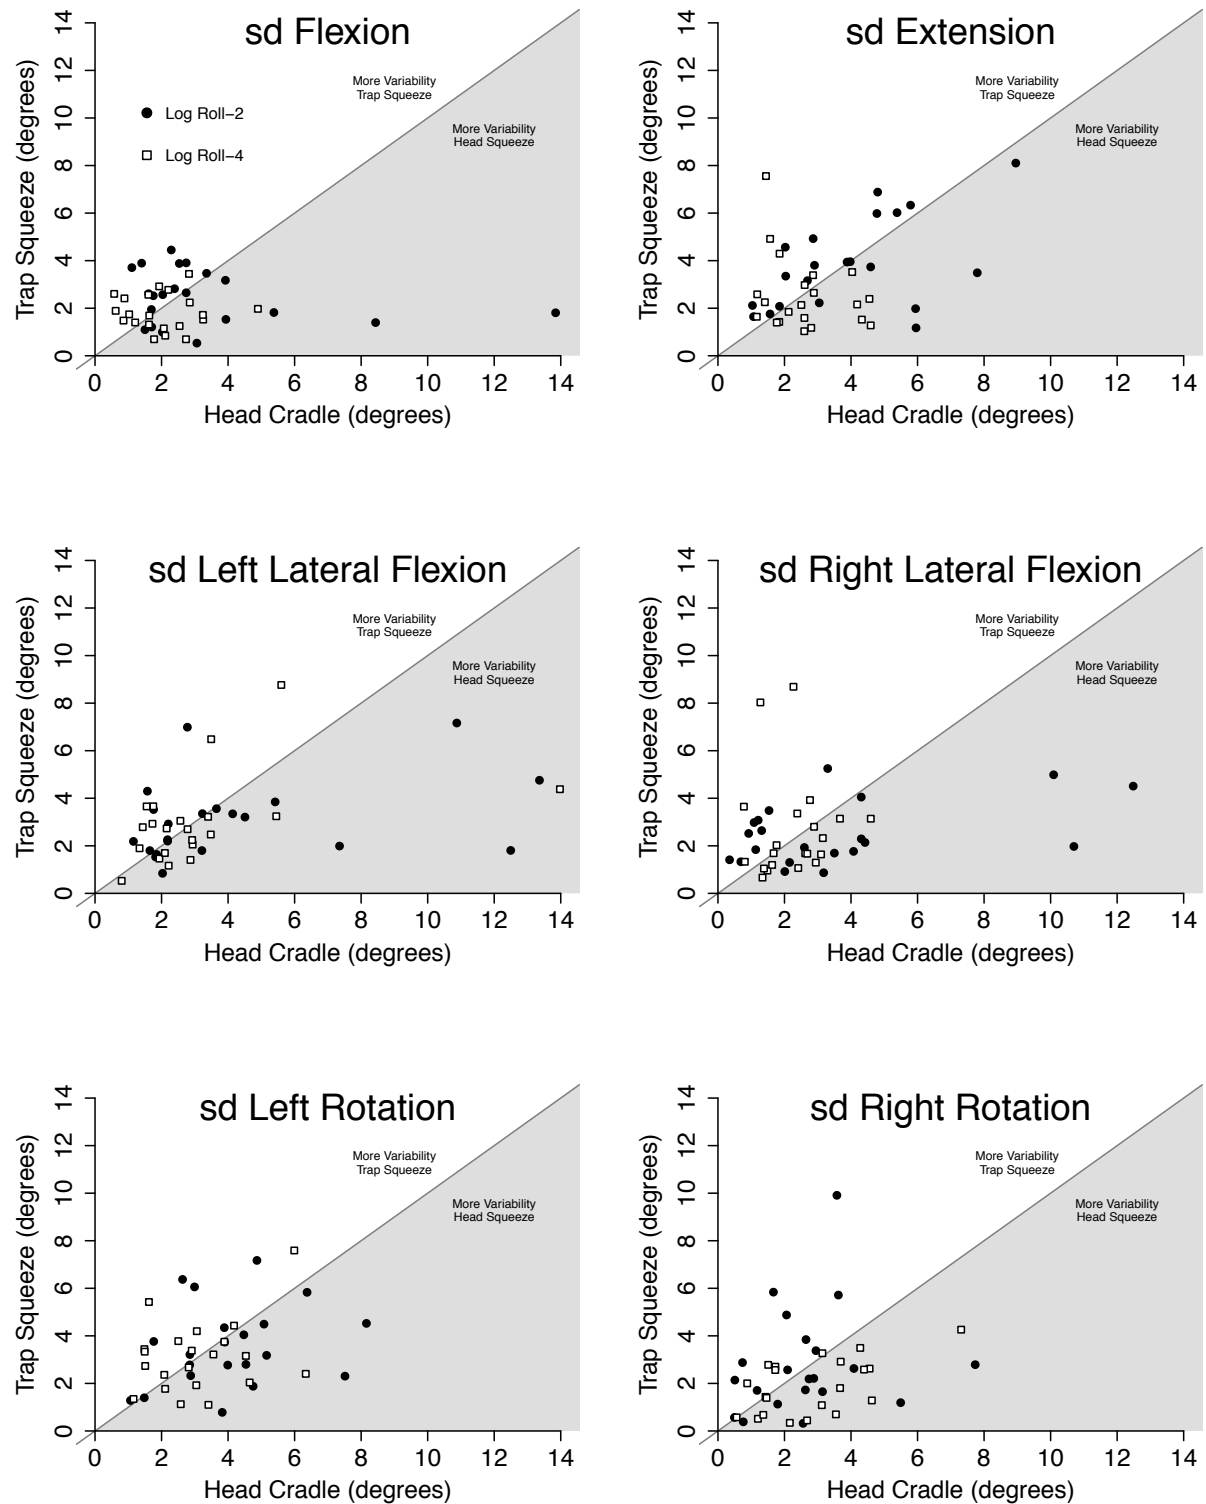 sd Flexion
More Variability
Trap Squeeze
More Variability
Head Squeeze
Log Roll−2
Log Roll−4
Trap Squeeze (degrees)
0 2 4 6 8 10 12 14
0 2 4 6 8 10 12 14
Head Cradle (degrees)
sd Extension
More Variability
Trap Squeeze
More Variability
Head Squeeze
Trap Squeeze (degrees)
0 2 4 6 8 10 12 14
0 2 4 6 8 10 12 14
Head Cradle (degrees)
sd Left Lateral Flexion
More Variability
Trap Squeeze
More Variability
Head Squeeze
Trap Squeeze (degrees)
0 2 4 6 8 10 12 14
0 2 4 6 8 10 12 14
Head Cradle (degrees)
sd Right Lateral Flexion
More Variability
Trap Squeeze
More Variability
Head Squeeze
Trap Squeeze (degrees)
0 2 4 6 8 10 12 14
0 2 4 6 8 10 12 14
Head Cradle (degrees)
sd Left Rotation
More Variability
Trap Squeeze
More Variability
Head Squeeze
Trap Squeeze (degrees)
0 2 4 6 8 10 12 14
0 2 4 6 8 10 12 14
Head Cradle (degrees)
sd Right Rotation
More Variability
Trap Squeeze
More Variability
Head Squeeze
Trap Squeeze (degrees)
0 2 4 6 8 10 12 14
0 2 4 6 8 10 12 14
Head Cradle (degrees)